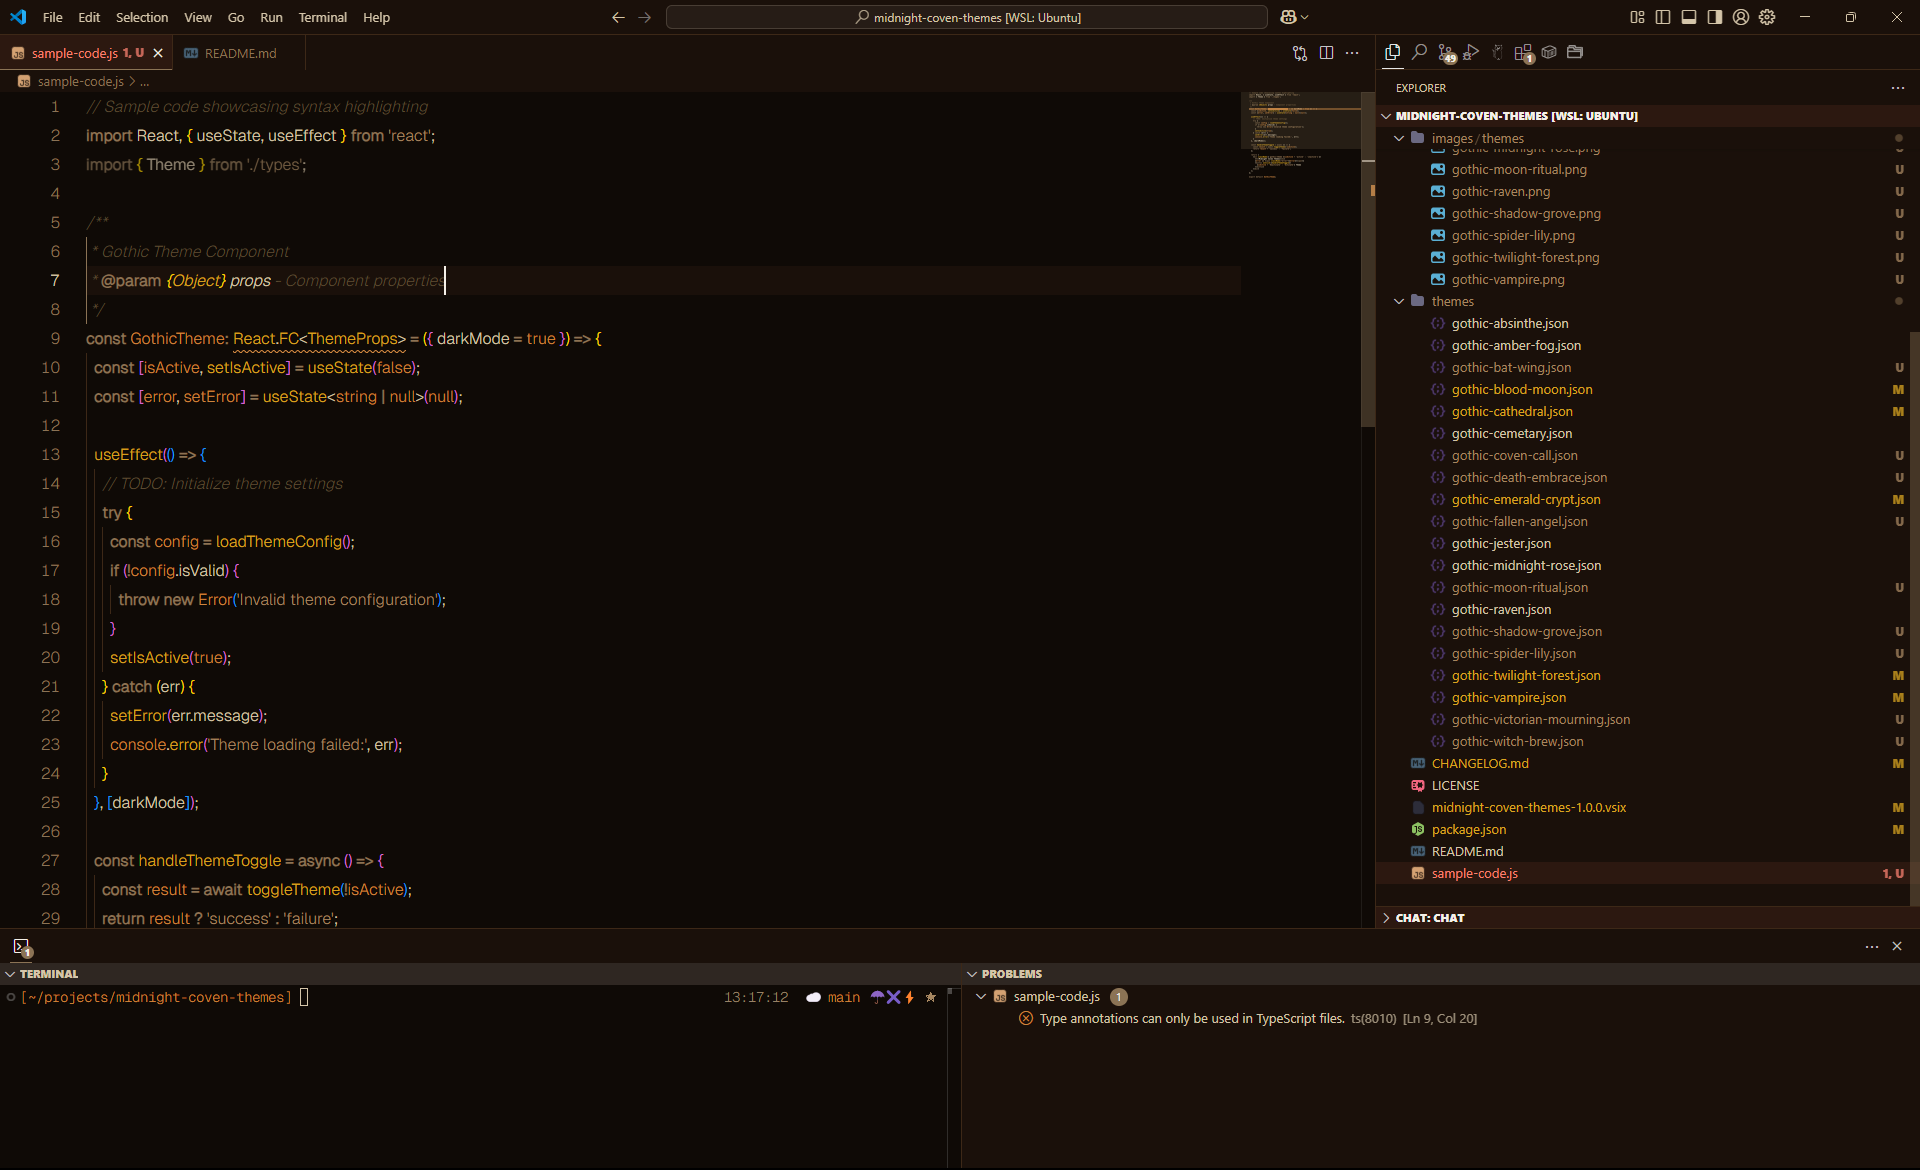 File Edit Selection View Go Run Terminal Help
midnight-coven-themes [WSL: Ubuntu]
sample-code.js 1, U
README.md
sample-code.js > ...
1 // Sample code showcasing syntax highlighting
2 import React, { useState, useEffect } from 'react';
3 import { Theme } from './types';
4
5 /**
6 * Gothic Theme Component
7 * @param {Object} props - Component properties
8 */
9 const GothicTheme: React.FC<ThemeProps> = ({ darkMode = true }) => {
10 const [isActive, setIsActive] = useState(false);
11 const [error, setError] = useState<string | null>(null);
12
13 useEffect(() => {
14 // TODO: Initialize theme settings
15 try {
16 const config = loadThemeConfig();
17 if (!config.isValid) {
18 throw new Error('Invalid theme configuration');
19 }
20 setIsActive(true);
21 } catch (err) {
22 setError(err.message);
23 console.error('Theme loading failed:', err);
24 }
25 }, [darkMode]);
26
27 const handleThemeToggle = async () => {
28 const result = await toggleTheme(!isActive);
29 return result ? 'success' : 'failure';
49
1
EXPLORER
MIDNIGHT-COVEN-THEMES [WSL: UBUNTU]
images / themes
gothic-midnight-rose.png U
gothic-moon-ritual.png U
gothic-raven.png U
gothic-shadow-grove.png U
gothic-spider-lily.png U
gothic-twilight-forest.png U
gothic-vampire.png U
themes
gothic-absinthe.json
gothic-amber-fog.json
gothic-bat-wing.json U
gothic-blood-moon.json M
gothic-cathedral.json M
gothic-cemetary.json
gothic-coven-call.json U
gothic-death-embrace.json U
gothic-emerald-crypt.json M
gothic-fallen-angel.json U
gothic-jester.json
gothic-midnight-rose.json
gothic-moon-ritual.json U
gothic-raven.json
gothic-shadow-grove.json U
gothic-spider-lily.json U
gothic-twilight-forest.json M
gothic-vampire.json M
gothic-victorian-mourning.json U
gothic-witch-brew.json U
CHANGELOG.md M
LICENSE
midnight-coven-themes-1.0.0.vsix M
package.json M
README.md
sample-code.js 1, U
CHAT: CHAT
1
TERMINAL
[~/projects/midnight-coven-themes]
13:17:12 main
PROBLEMS
sample-code.js 1
Type annotations can only be used in TypeScript files. ts(8010) [Ln 9, Col 20]